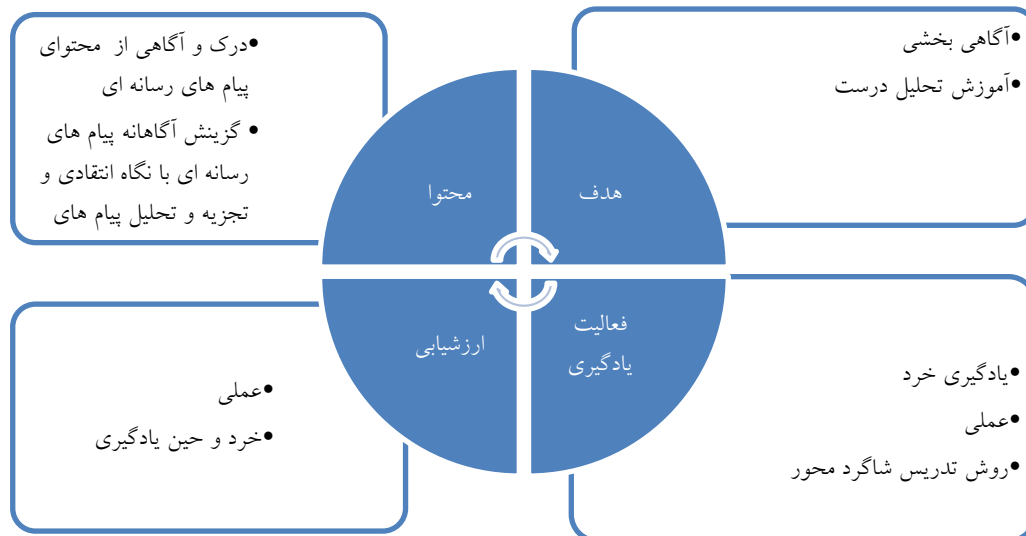 •آگاهی بخشی
•آموزش تحلیل درست
هدف
•درک و آگاهی از محتوای
پیام های رسانه ای
•گزینش آگاهانه پیام های
رسانه ای با نگاه انتقادی و
تجزیه و تحلیل پیام های
محتوا
فعالیت
یادگیری
•یادگیری خرد
•عملی
•روش تدریس شاگرد محور
ارزشیابی
•عملی
•خرد و حین یادگیری